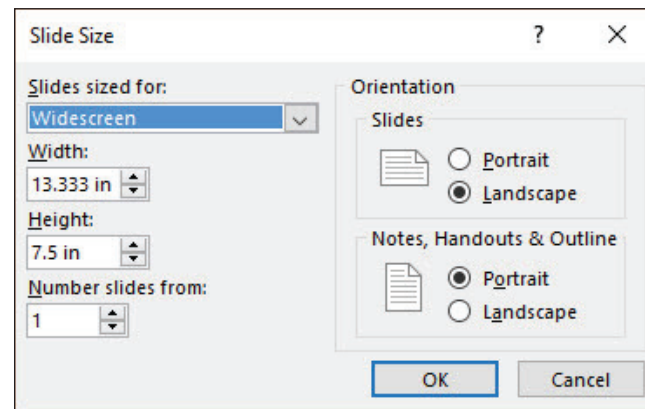 Slide Size ?
Slides sized for:
Widescreen
Width:
13.333 in
Height:
7.5 in
Number slides from:
1
Orientation
Slides
Portrait
Landscape
Notes, Handouts & Outline
Portrait
Landscape
OK
Cancel